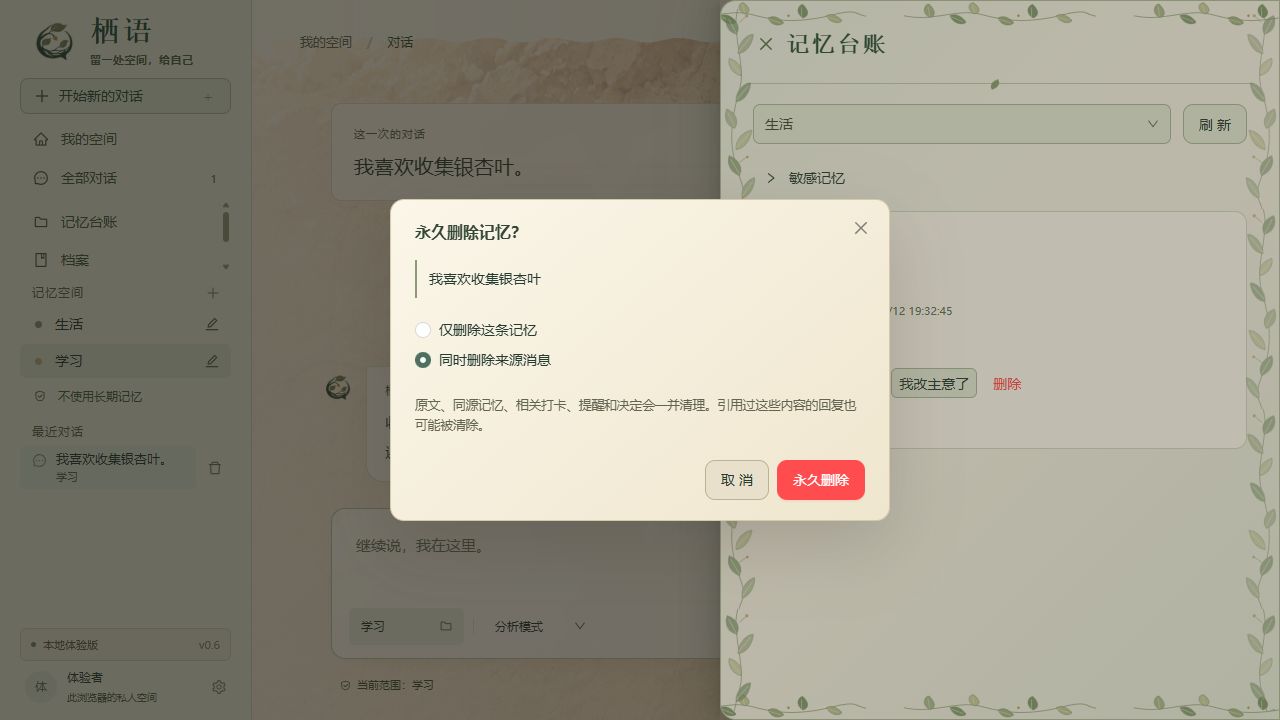 栖语
留一处空间，给自己
开始新的对话 +
我的空间
全部对话 1
记忆台账
档案
记忆空间
生活
学习
不使用长期记忆
最近对话
我喜欢收集银杏叶。
学习
本地体验版 v0.6
体 体验者
此浏览器的私人空间
我的空间 / 对话
这一次的对话
我喜欢收集银杏叶。
继续说，我在这里。
学习 分析模式
当前范围：学习
记忆台账
生活 刷 新
敏感记忆
/12 19:32:45
我改主意了 删除
永久删除记忆?
我喜欢收集银杏叶
仅删除这条记忆
同时删除来源消息
原文、同源记忆、相关打卡、提醒和决定会一并清理。引用过这些内容的回复也
可能被清除。
取 消 永久删除